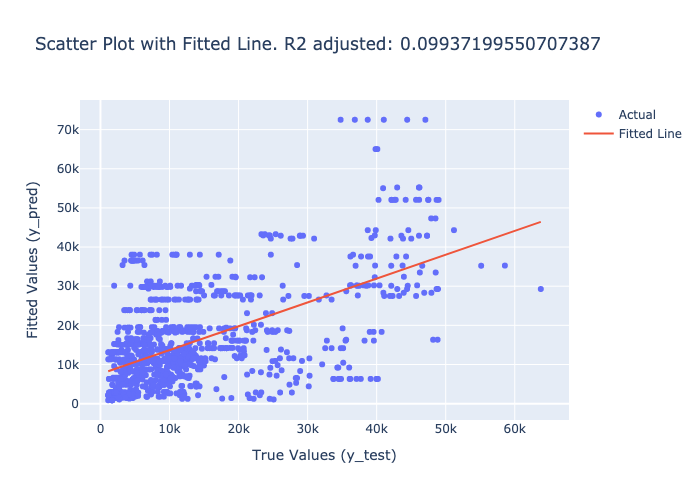 Scatter Plot with Fitted Line. R2 adjusted: 0.09937199550707387
Actual
Fitted Line
70k
60k
50k
40k
30k
20k
10k
0
Fitted Values (y_pred)
0 10k 20k 30k 40k 50k 60k
True Values (y_test)